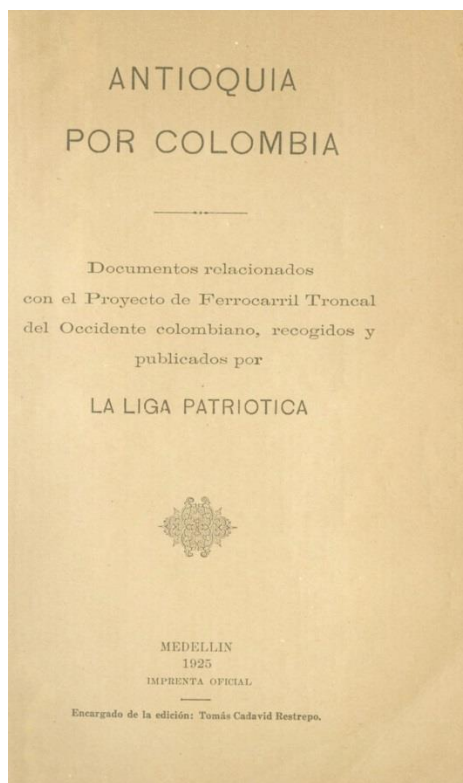 ANTIOQUIA
POR COLOMBIA
Documentos relacionados
con el Proyecto de Ferrocarril Troncal
del Occidente colombiano, recogidos y
publicados por
LA LIGA PATRIOTICA
MEDELLIN
1925
IMPRENTA OFICIAL
Encargado de la edición: Tomás Cadavid Restrepo.